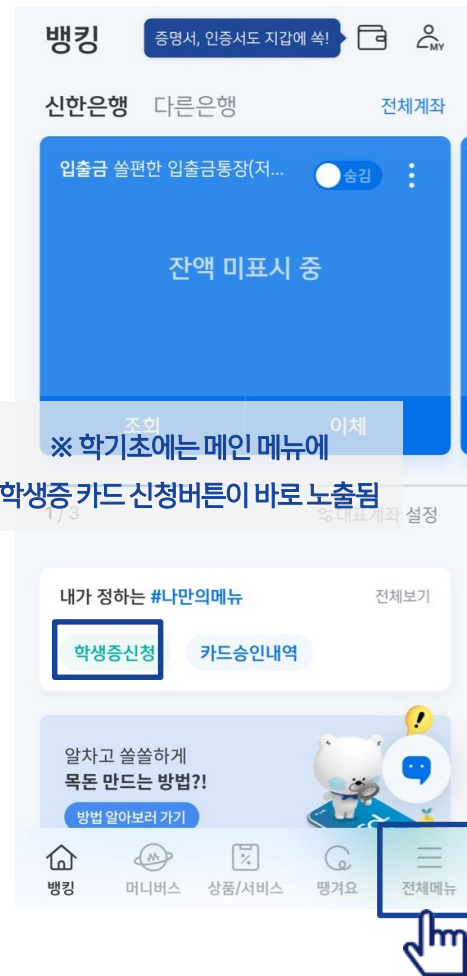 뱅킹
증명서, 인증서도 지갑에 쏙!
MY
신한은행 다른은행 전체계좌
입출금 쏠편한 입출금통장(저... 숨김
잔액 미표시 중
조회 이체
※ 학기초에는 메인 메뉴에
학생증 카드 신청버튼이 바로 노출됨
1/3 대표계좌 설정
내가 정하는 #나만의메뉴 전체보기
학생증신청 카드승인내역
알차고 쏠쏠하게
목돈 만드는 방법?!
방법 알아보러 가기
뱅킹 머니버스 상품/서비스 땡겨요 전체메뉴